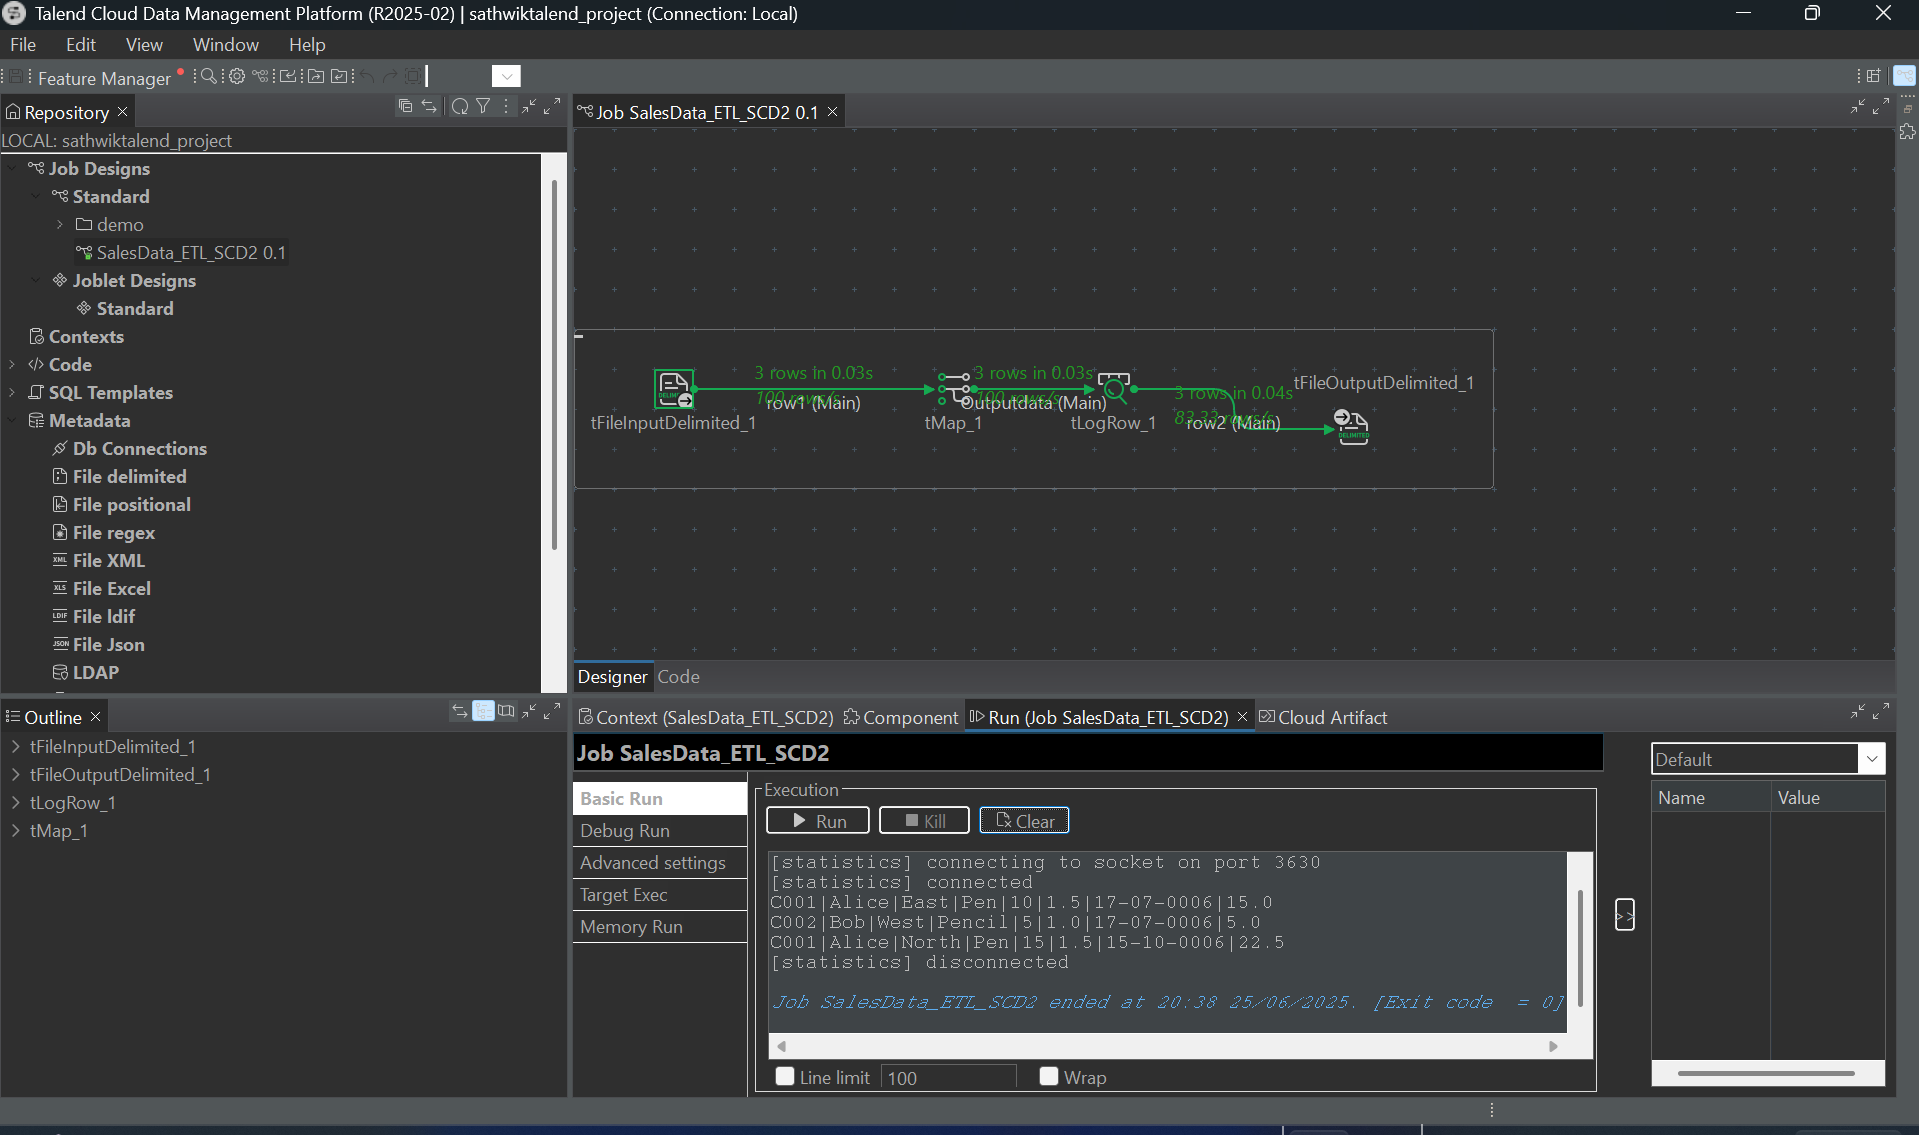 Talend Cloud Data Management Platform (R2025-02) | sathwiktalend_project (Connection: Local)
File Edit View Window Help
Feature Manager
Repository
LOCAL: sathwiktalend_project
Job Designs
Standard
demo
SalesData_ETL_SCD2 0.1
Joblet Designs
Standard
Contexts
Code
SQL Templates
Metadata
Db Connections
File delimited
File positional
File regex
File XML
File Excel
File ldif
File Json
LDAP
Outline
tFileInputDelimited_1
tFileOutputDelimited_1
tLogRow_1
tMap_1
Job SalesData_ETL_SCD2 0.1
3 rows in 0.03s
100 rows/s
row1 (Main)
tFileInputDelimited_1
3 rows in 0.03s
100 rows/s
Outputdata (Main)
tMap_1
tLogRow_1
3 rows in 0.04s
83.33 rows/s
row2 (Main)
tFileOutputDelimited_1
DELIMITED
Designer Code
Context (SalesData_ETL_SCD2) Component Run (Job SalesData_ETL_SCD2) Cloud Artifact
Job SalesData_ETL_SCD2
Basic Run
Debug Run
Advanced settings
Target Exec
Memory Run
Execution
Run Kill Clear
[statistics] connecting to socket on port 3630
[statistics] connected
C001|Alice|East|Pen|10|1.5|17-07-0006|15.0
C002|Bob|West|Pencil|5|1.0|17-07-0006|5.0
C001|Alice|North|Pen|15|1.5|15-10-0006|22.5
[statistics] disconnected
Job SalesData_ETL_SCD2 ended at 20:38 25/06/2025. [Exit code = 0]
Line limit 100 Wrap
Default
Name Value